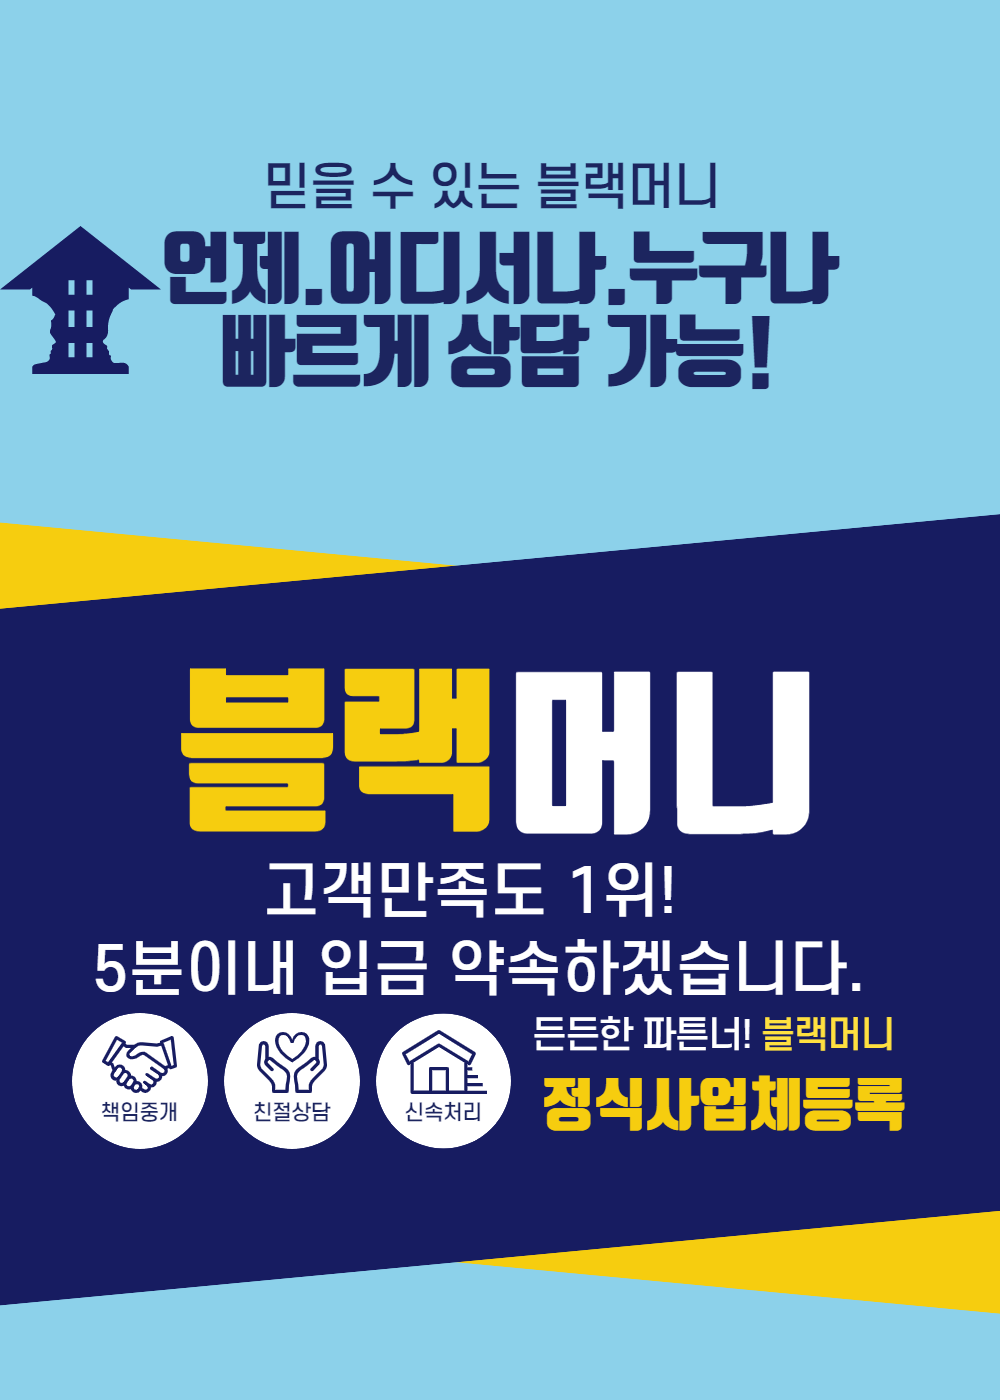 믿을 수 있는 블랙머니
언제.어디서나.누구나
빠르게 상담 가능!
블랙머니
고객만족도 1위!
5분이내 입금 약속하겠습니다.
책임중개
친절상담
신속처리
든든한 파트너! 블랙머니
정식사업체등록